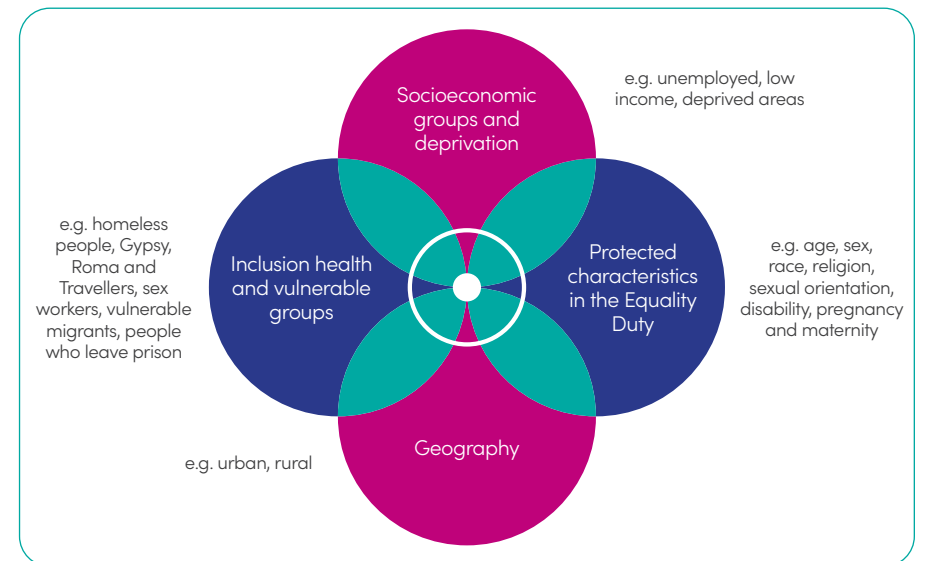 Socioeconomic
groups and
deprivation
e.g. unemployed, low
income, deprived areas
e.g. homeless
people, Gypsy,
Roma and
Travellers, sex
workers, vulnerable
migrants, people
who leave prison
Inclusion health
and vulnerable
groups
Protected
characteristics
in the Equality
Duty
e.g. age, sex,
race, religion,
sexual orientation,
disability, pregnancy
and maternity
Geography
e.g. urban, rural